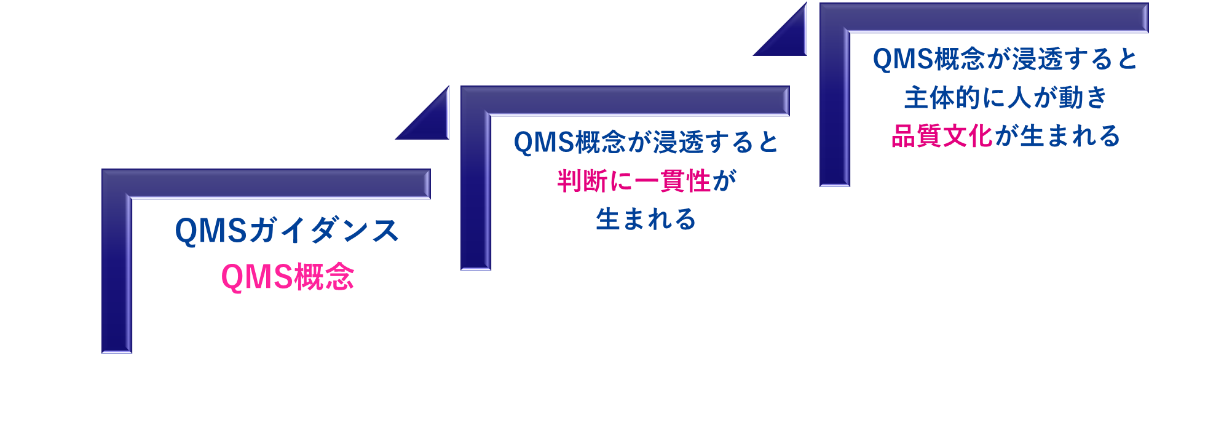 QMSガイダンス
QMS概念
QMS概念が浸透すると
判断に一貫性が
生まれる
QMS概念が浸透すると
主体的に人が動き
品質文化が生まれる